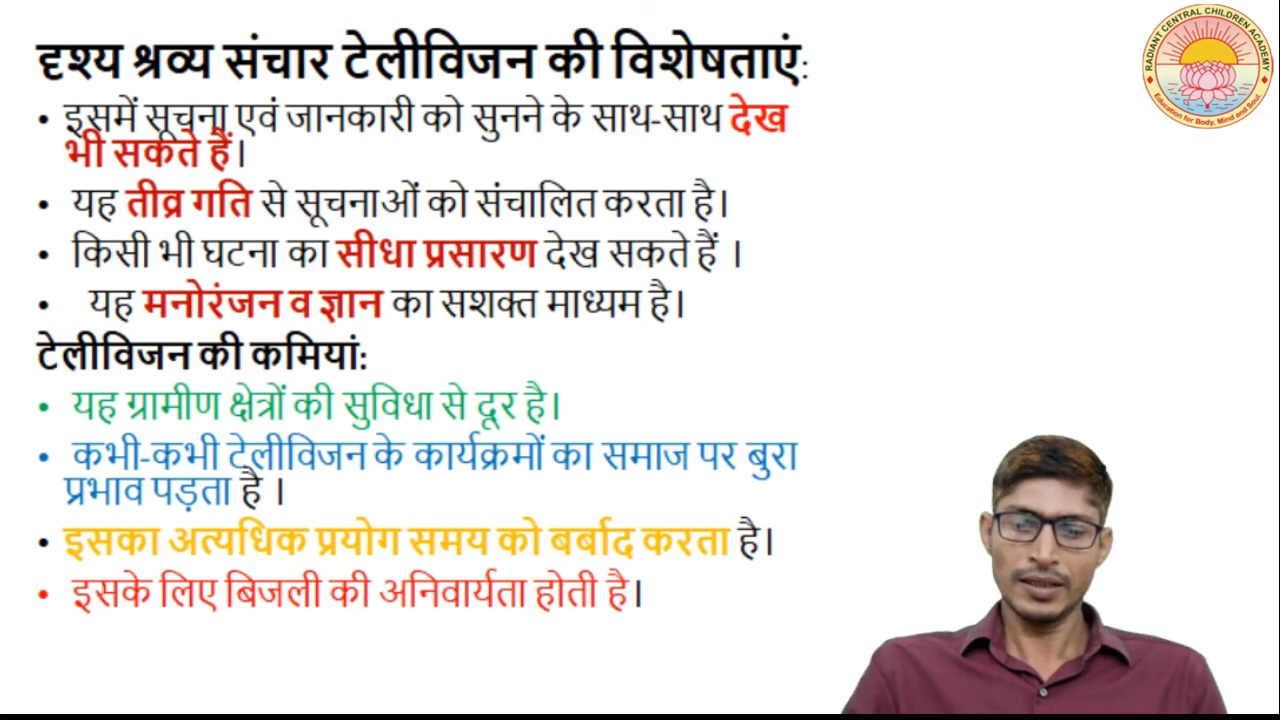 दृश्य श्रव्य संचार टेलीविजन की विशेषताएं:
• इसमें सूचना एवं जानकारी को सुनने के साथ-साथ देख
भी सकते हैं।
• यह तीव्र गति से सूचनाओं को संचालित करता है।
• किसी भी घटना का सीधा प्रसारण देख सकते हैं ।
• यह मनोरंजन व ज्ञान का सशक्त माध्यम है।
टेलीविजन की कमियां:
• यह ग्रामीण क्षेत्रों की सुविधा से दूर है।
• कभी-कभी टेलीविजन के कार्यक्रमों का समाज पर बुरा
प्रभाव पड़ता है ।
• इसका अत्यधिक प्रयोग समय को बर्बाद करता है।
• इसके लिए बिजली की अनिवार्यता होती है।
RADIANT CENTRAL CHILDREN ACADEMY
Education for Body, Mind and Soul